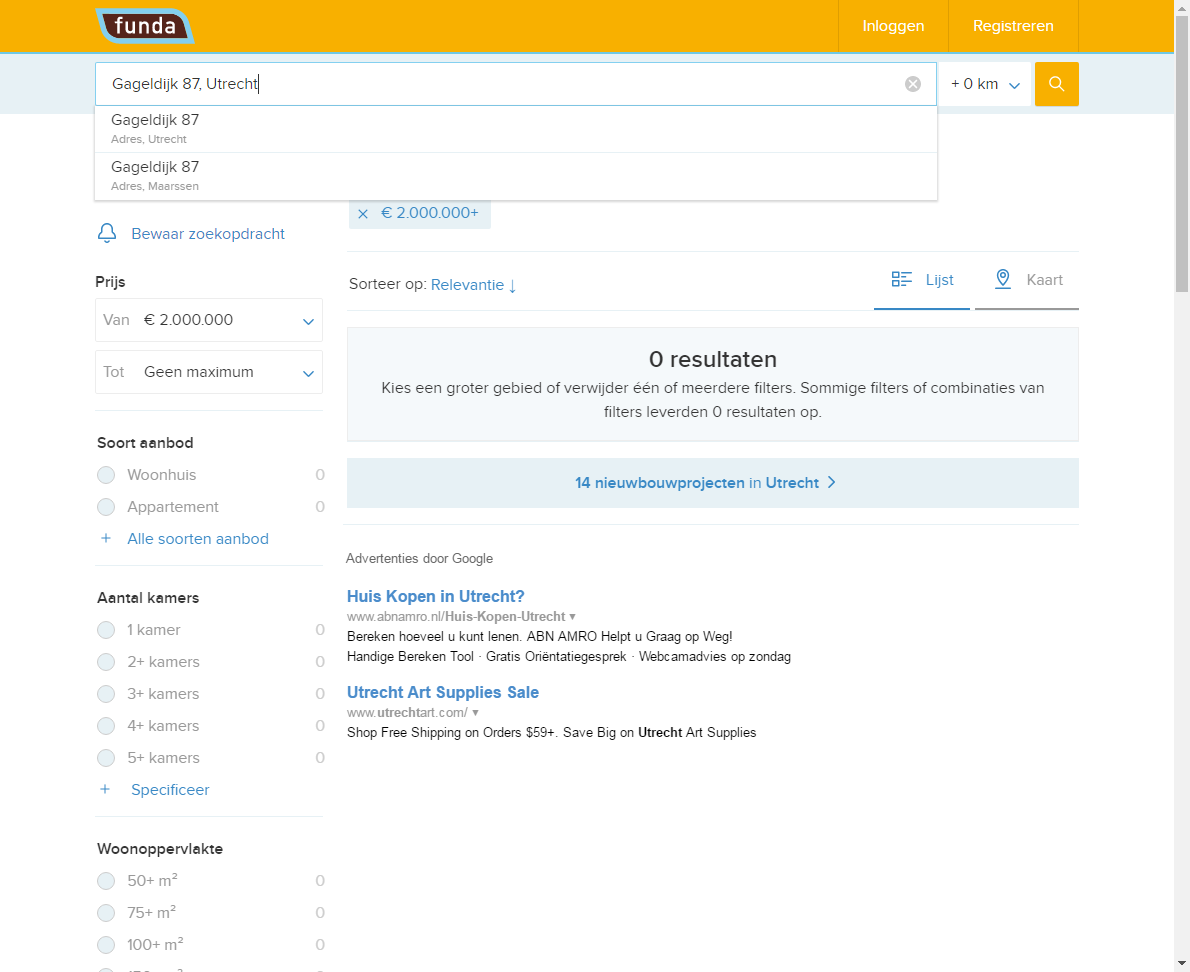 funda
Inloggen
Registreren
Gageldijk 87, Utrecht
+ 0 km
Gageldijk 87
Adres, Utrecht
Gageldijk 87
Adres, Maarssen
€ 2.000.000+
Bewaar zoekopdracht
Prijs
Van € 2.000.000
Tot Geen maximum
Soort aanbod
Woonhuis 0
Appartement 0
+ Alle soorten aanbod
Aantal kamers
1 kamer 0
2+ kamers 0
3+ kamers 0
4+ kamers 0
5+ kamers 0
+ Specificeer
Woonoppervlakte
50+ m² 0
75+ m² 0
100+ m² 0
Sorteer op: Relevantie ↓
Lijst
Kaart
0 resultaten
Kies een groter gebied of verwijder één of meerdere filters. Sommige filters of combinaties van
filters leverden 0 resultaten op.
14 nieuwbouwprojecten in Utrecht
Advertenties door Google
Huis Kopen in Utrecht?
www.abnamro.nl/Huis-Kopen-Utrecht ▼
Bereken hoeveel u kunt lenen. ABN AMRO Helpt u Graag op Weg!
Handige Bereken Tool · Gratis Oriëntatiegesprek · Webcamadvies op zondag
Utrecht Art Supplies Sale
www.utrechtart.com/ ▼
Shop Free Shipping on Orders $59+. Save Big on Utrecht Art Supplies